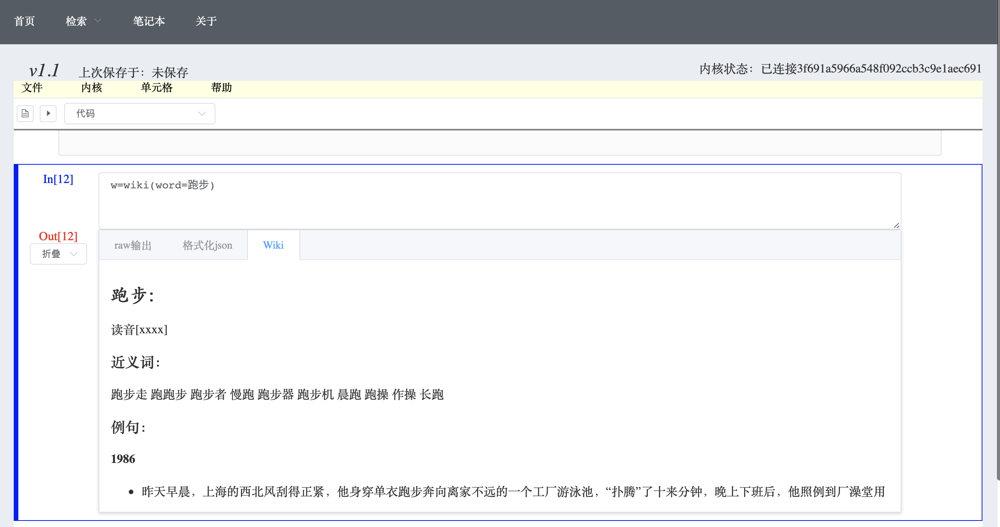 首页 检索 笔记本 关于
v1.1 上次保存于：未保存 内核状态：已连接3f691a5966a548f092ccb3c9e1aec691
文件 内核 单元格 帮助
代码
In[12] w=wiki(word=跑步)
Out[12]
折叠
raw输出 格式化json Wiki
跑步：
读音[xxxx]
近义词：
跑步走 跑跑步 跑步者 慢跑 跑步器 跑步机 晨跑 跑操 作操 长跑
例句：
1986
• 昨天早晨，上海的西北风刮得正紧，他身穿单衣跑步奔向离家不远的一个工厂游泳池，“扑腾”了十来分钟，晚上下班后，他照例到厂澡堂用